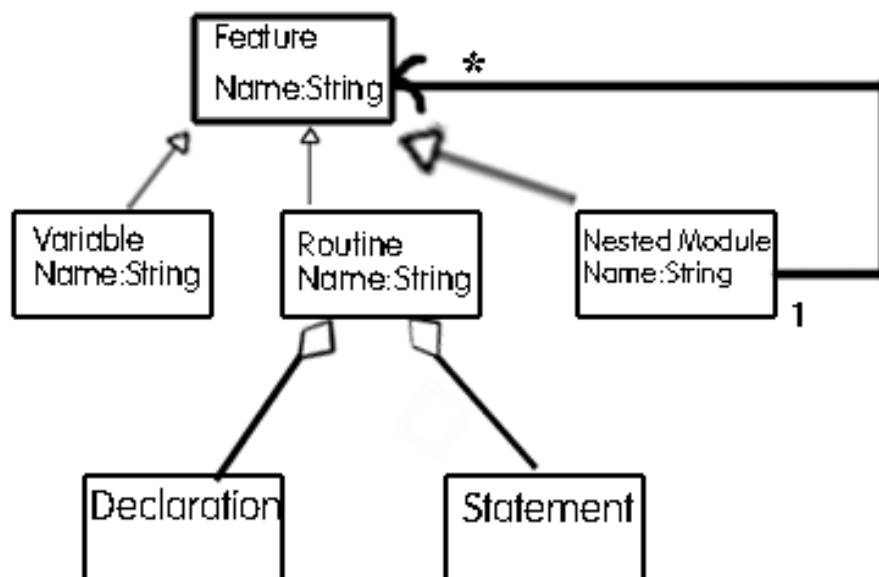 Feature
Name:String
*
Variable
Name:String
Routine
Name:String
Nested Module
Name:String
1
Declaration
Statement